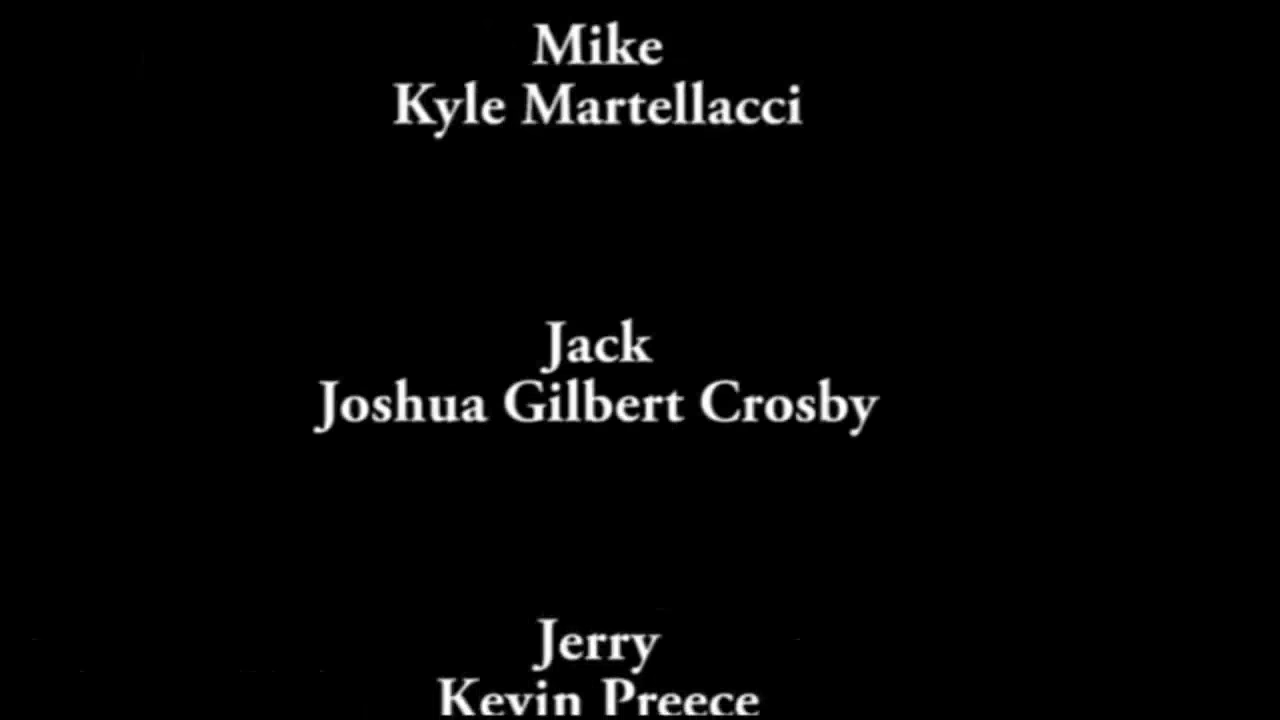 Mike
Kyle Martellacci
Jack
Joshua Gilbert Crosby
Jerry
Kevin Preece